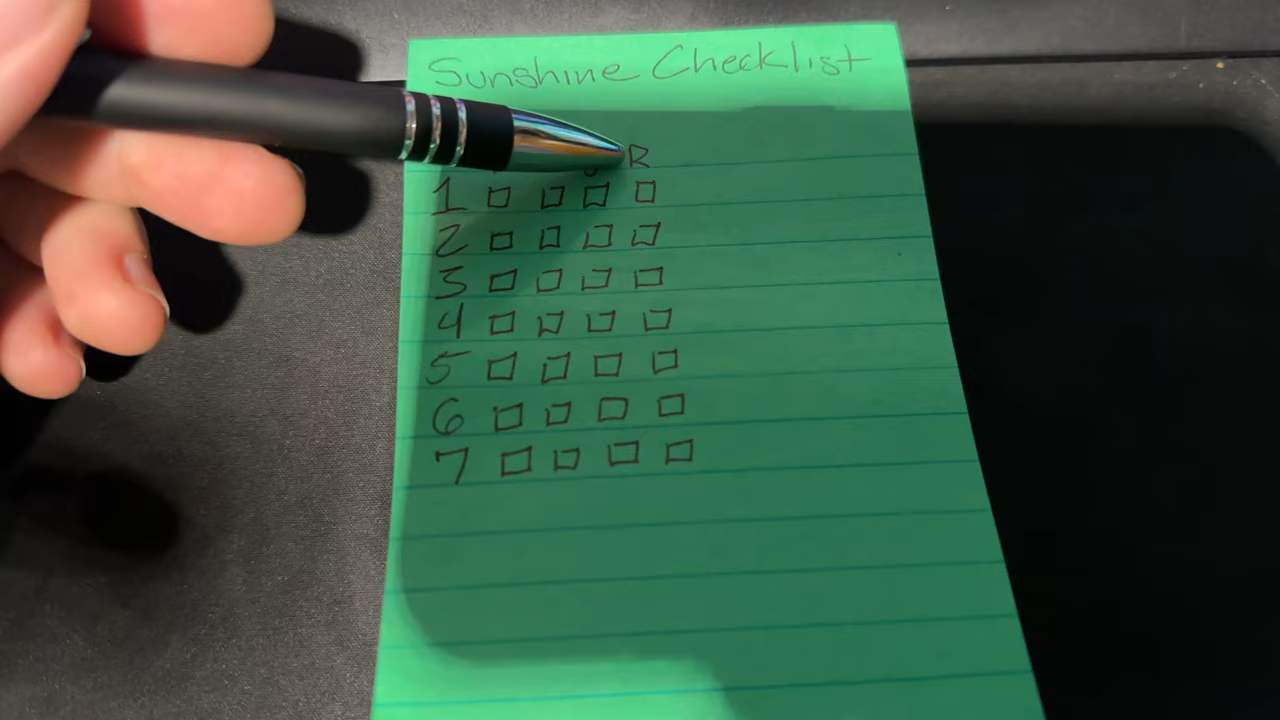 Sunshine Checklist
R
1 □ □ □ □
2 □ □ □ □
3 □ □ □ □
4 □ □ □ □
5 □ □ □ □
6 □ □ □ □
7 □ □ □ □